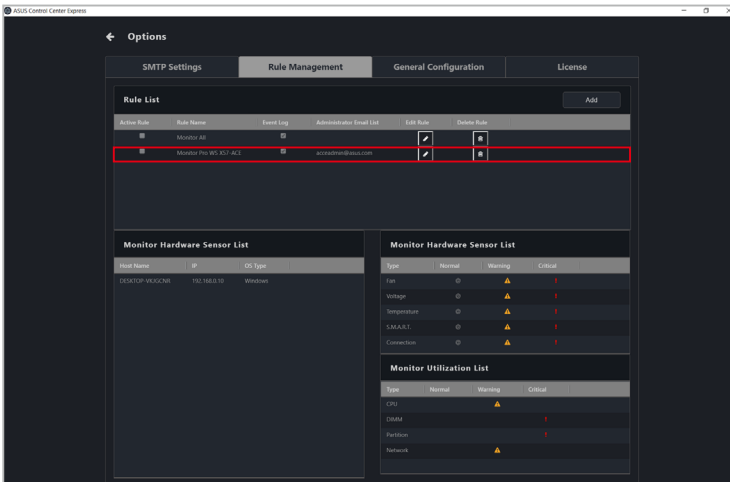 ASUS Control Center Express
Options
SMTP Settings Rule Management General Configuration License
Rule List Add
Active Rule Rule Name Event Log Administrator Email List Edit Rule Delete Rule
Monitor All
Monitor Pro WS X57-ACE acceadmin@asus.com
Monitor Hardware Sensor List
Host Name IP OS Type
192.168.0.10 Windows
Monitor Hardware Sensor List
Type Normal Warning Critical
Fan
Voltage
Temperature
S.M.A.R.T.
Connection
Monitor Utilization List
Type Normal Warning Critical
CPU
DIMM
Partition
Network